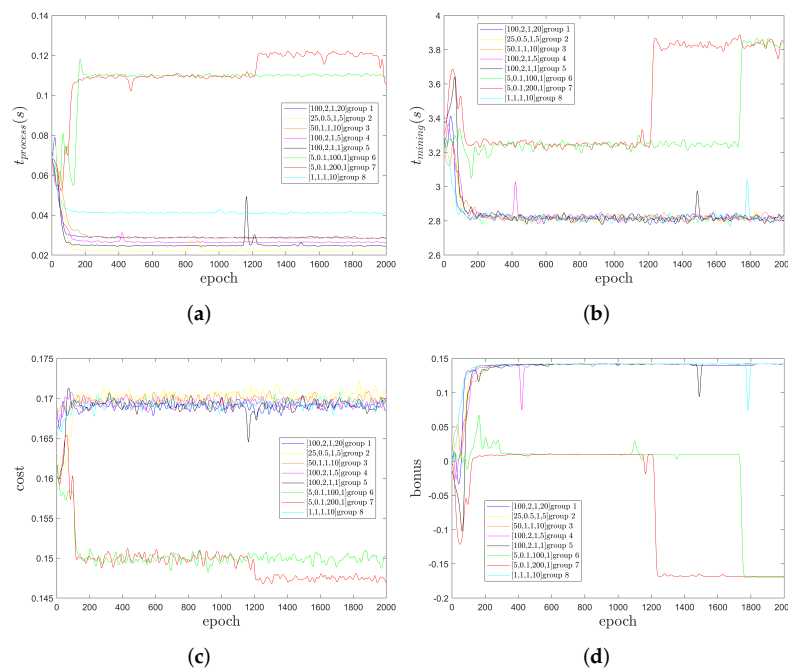 0.14
0.12
0.1
0.08
0.06
0.04
0.02
t_process(s)
[100,2,1,20]group 1
[25,0.5,1,5]group 2
[50,1,1,10]group 3
[100,2,1,5]group 4
[100,2,1,1]group 5
[5,0.1,100,1]group 6
[5,0.1,200,1]group 7
[1,1,1,10]group 8
0 200 400 600 800 1000 1200 1400 1600 1800 2000
epoch
(a)
4
3.8
3.6
3.4
3.2
3
2.8
2.6
t_mining(s)
[100,2,1,20]group 1
[25,0.5,1,5]group 2
[50,1,1,10]group 3
[100,2,1,5]group 4
[100,2,1,1]group 5
[5,0.1,100,1]group 6
[5,0.1,200,1]group 7
[1,1,1,10]group 8
0 200 400 600 800 1000 1200 1400 1600 1800 2000
epoch
(b)
0.175
0.17
0.165
0.16
0.155
0.15
0.145
cost
[100,2,1,20]group 1
[25,0.5,1,5]group 2
[50,1,1,10]group 3
[100,2,1,5]group 4
[100,2,1,1]group 5
[5,0.1,100,1]group 6
[5,0.1,200,1]group 7
[1,1,1,10]group 8
0 200 400 600 800 1000 1200 1400 1600 1800 2000
epoch
(c)
0.15
0.1
0.05
0
-0.05
-0.1
-0.15
-0.2
bonus
[100,2,1,20]group 1
[25,0.5,1,5]group 2
[50,1,1,10]group 3
[100,2,1,5]group 4
[100,2,1,1]group 5
[5,0.1,100,1]group 6
[5,0.1,200,1]group 7
[1,1,1,10]group 8
0 200 400 600 800 1000 1200 1400 1600 1800 2000
epoch
(d)